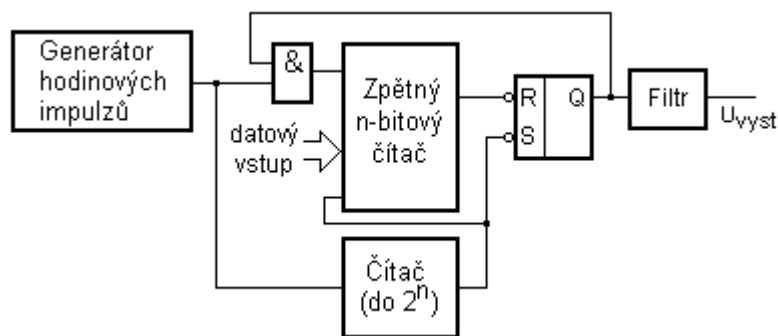 Generátor
hodinových
impulzů
&
Zpětný
n-bitový
čítač
datový
vstup
R
Q
S
Filtr
Uvyst
Čítač
(do 2ⁿ)